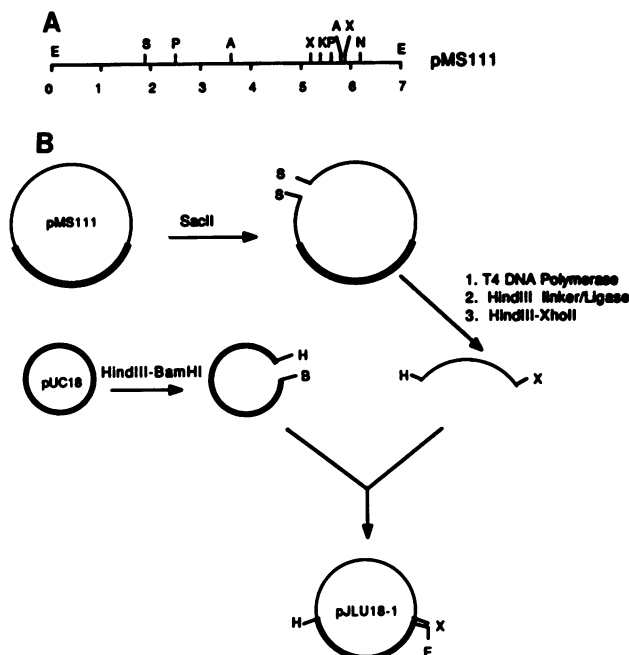 A
E S P A X K P A X N E
pMS111
0 1 2 3 4 5 6 7
B
pMS111
SacII
S
S
1. T4 DNA Polymerase
2. HindIII linker/Ligase
3. HindIII-XhoII
pUC18
HindIII-BamHI
H
B
H
X
pJLU18-1
H
X
E